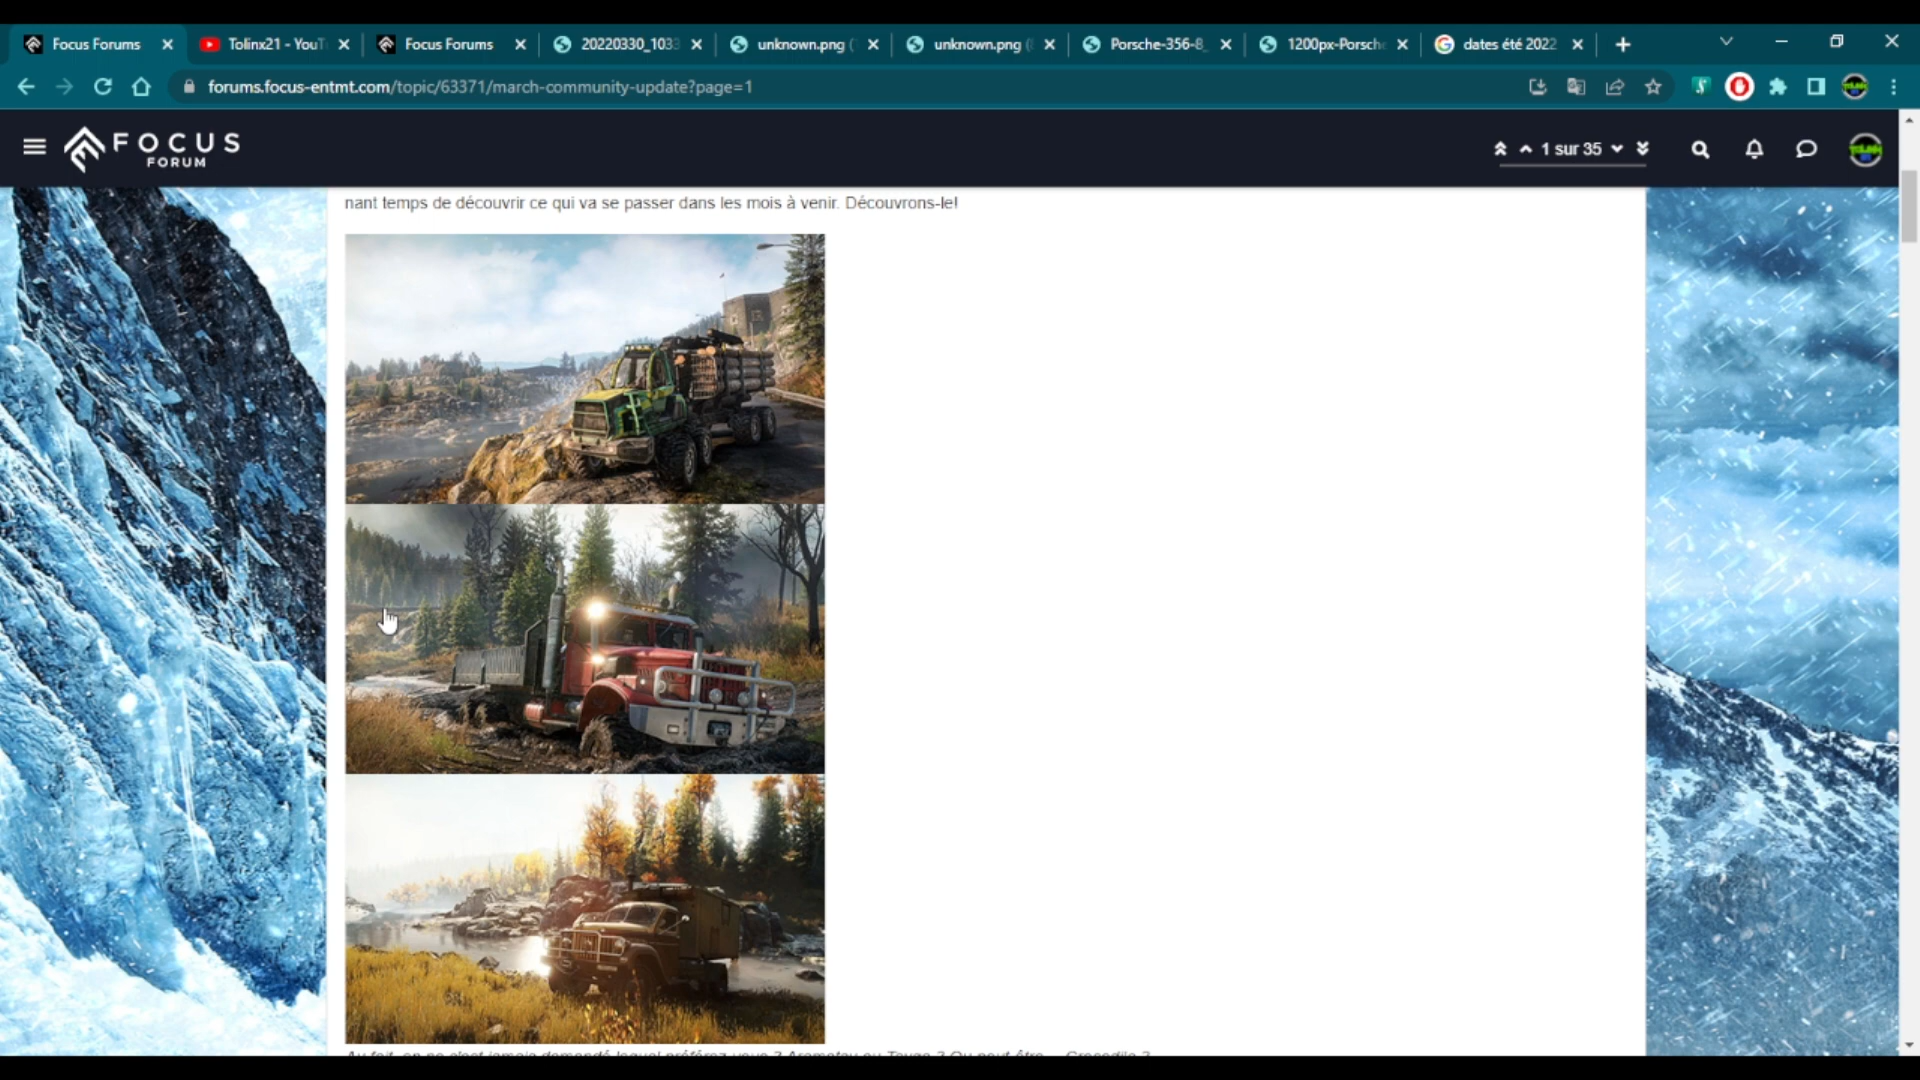 Focus Forums
Tolinx21 - YouT
Focus Forums
20220330_1033
unknown.png (
unknown.png (
Porsche-356-B_
1200px-Porsch
dates été 2022
forums.focus-entmt.com/topic/63371/march-community-update?page=1
FOCUS
FORUM
1 sur 35
nant temps de découvrir ce qui va se passer dans les mois à venir. Découvrons-le!